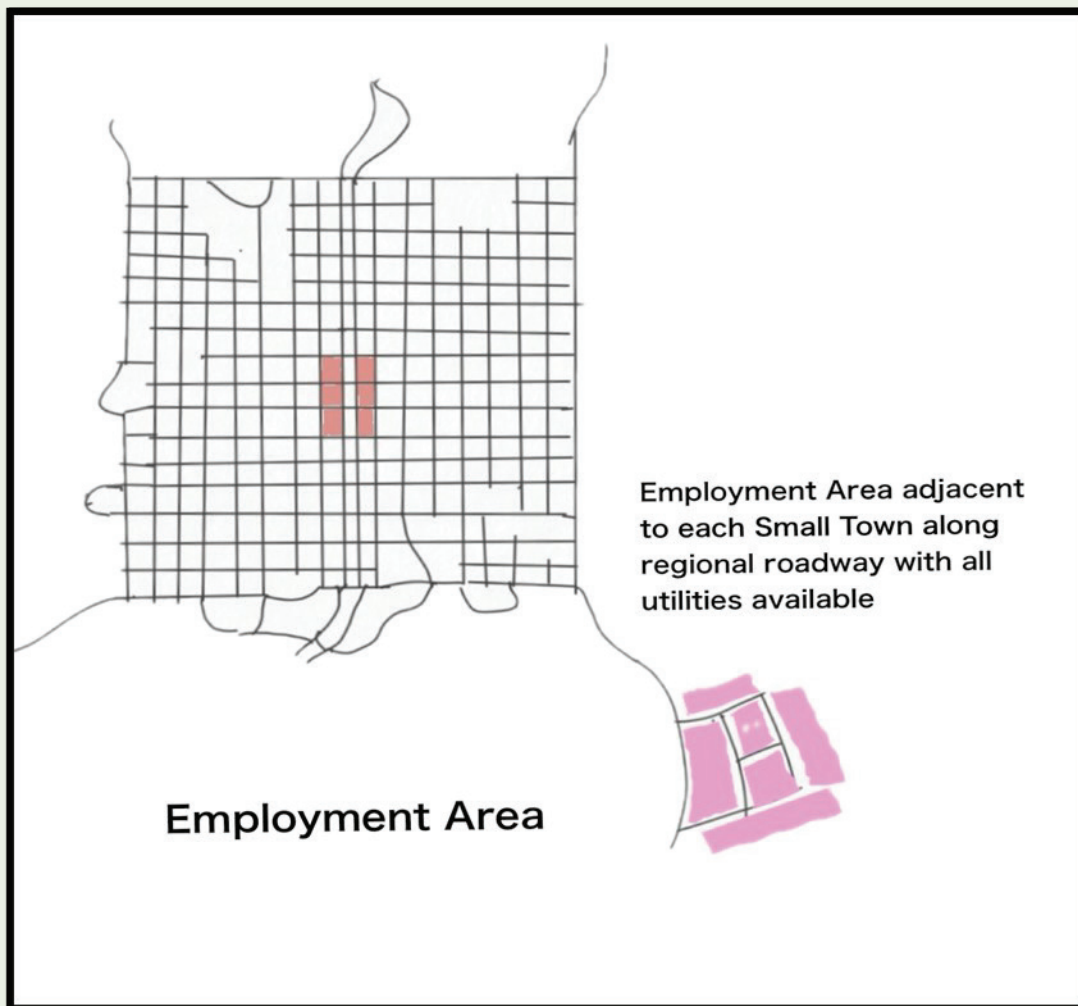 Employment Area adjacent
to each Small Town along
regional roadway with all
utilities available
Employment Area